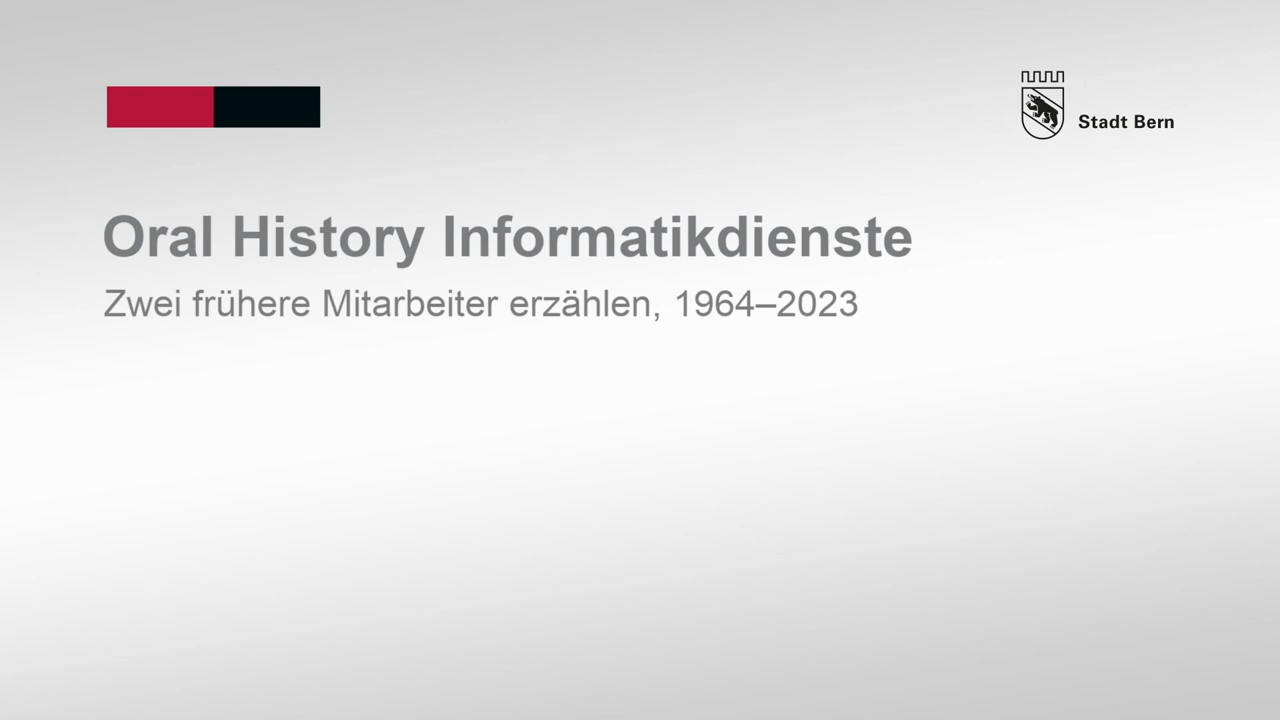 Stadt Bern
Oral History Informatikdienste
Zwei frühere Mitarbeiter erzählen, 1964–2023